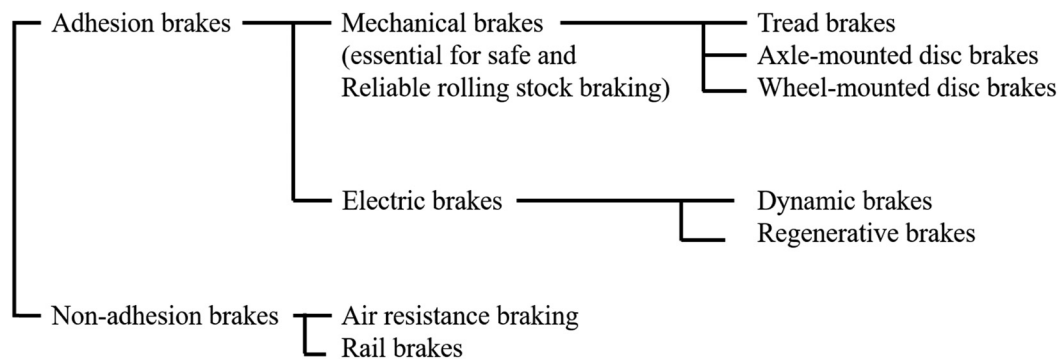 Adhesion brakes
Mechanical brakes
(essential for safe and
Reliable rolling stock braking)
Tread brakes
Axle-mounted disc brakes
Wheel-mounted disc brakes
Electric brakes
Dynamic brakes
Regenerative brakes
Non-adhesion brakes
Air resistance braking
Rail brakes